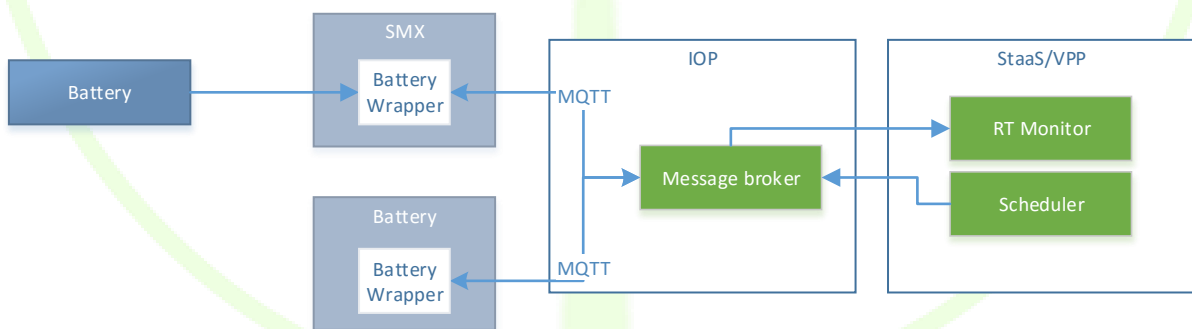 SMX
Battery
Battery
Wrapper
IOP
MQTT
Message broker
StaaS/VPP
RT Monitor
Scheduler
Battery
Battery
Wrapper
MQTT